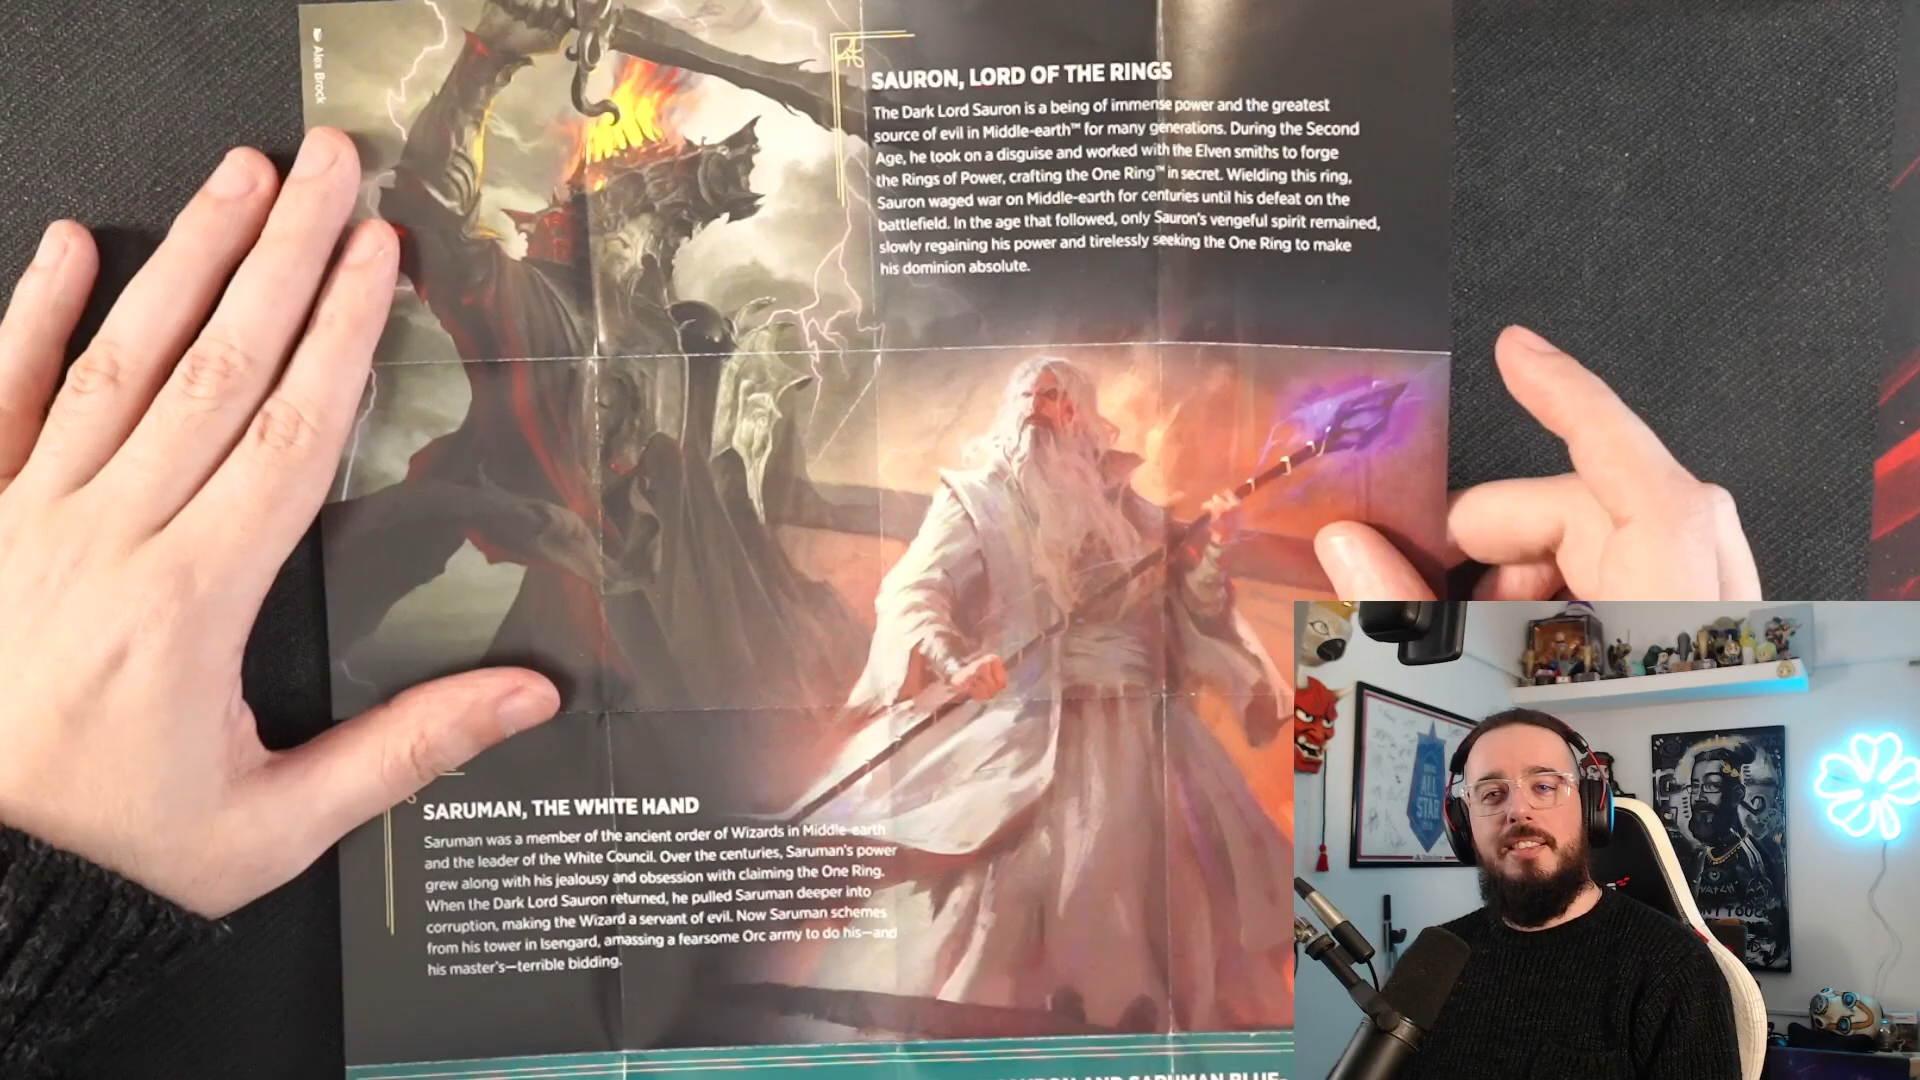 Alex Brock
SAURON, LORD OF THE RINGS
The Dark Lord Sauron is a being of immense power and the greatest
source of evil in Middle-earth™ for many generations. During the Second
Age, he took on a disguise and worked with the Elven smiths to forge
the Rings of Power, crafting the One Ring™ in secret. Wielding this ring,
Sauron waged war on Middle-earth for centuries until his defeat on the
battlefield. In the age that followed, only Sauron's vengeful spirit remained,
slowly regaining his power and tirelessly seeking the One Ring to make
his dominion absolute.
SARUMAN, THE WHITE HAND
Saruman was a member of the ancient order of Wizards in Middle-earth
and the leader of the White Council. Over the centuries, Saruman's power
grew along with his jealousy and obsession with claiming the One Ring.
When the Dark Lord Sauron returned, he pulled Saruman deeper into
corruption, making the Wizard a servant of evil. Now Saruman schemes
from his tower in Isengard, amassing a fearsome Orc army to do his—and
his master's—terrible bidding.
AND SARUMAN BLUE-
ALL
STAR